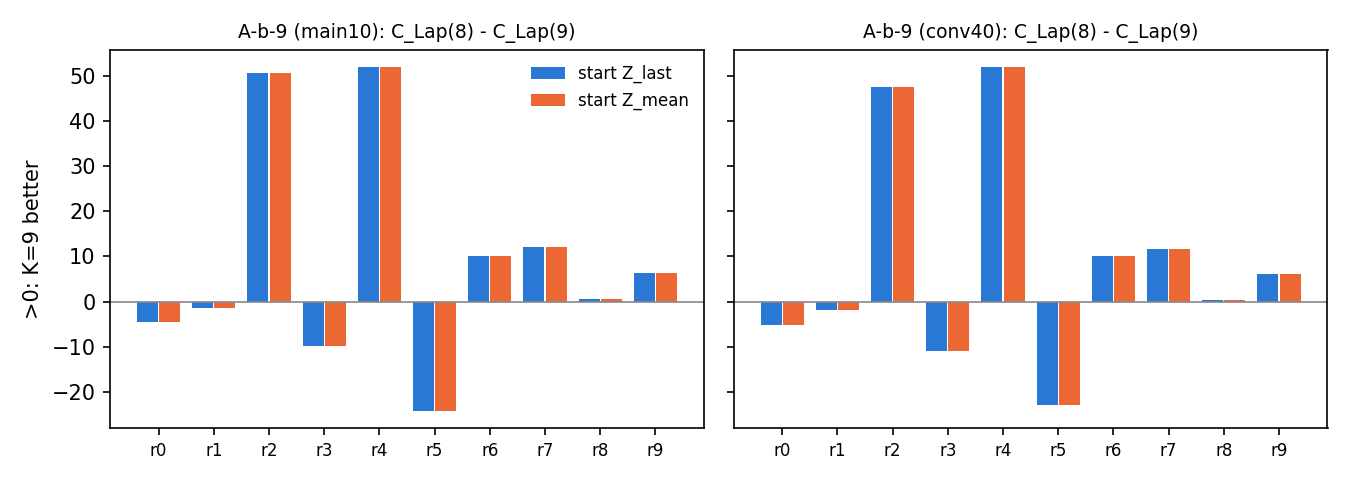 A-b-9 (main10): C_Lap(8) - C_Lap(9)
>0: K=9 better
50
40
30
20
10
0
−10
−20
start Z_last
start Z_mean
r0 r1 r2 r3 r4 r5 r6 r7 r8 r9
A-b-9 (conv40): C_Lap(8) - C_Lap(9)
r0 r1 r2 r3 r4 r5 r6 r7 r8 r9